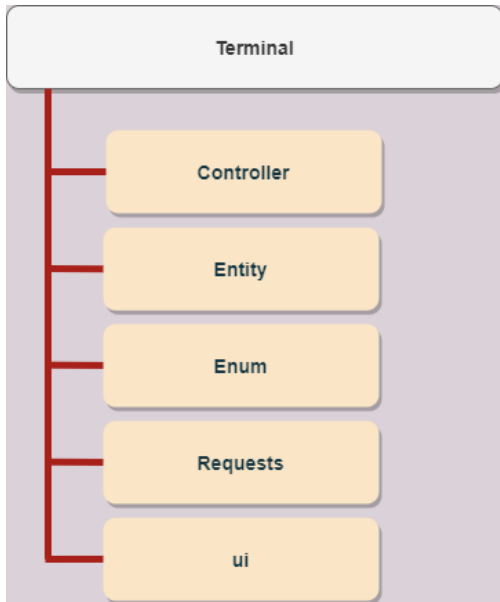 Terminal
Controller
Entity
Enum
Requests
ui